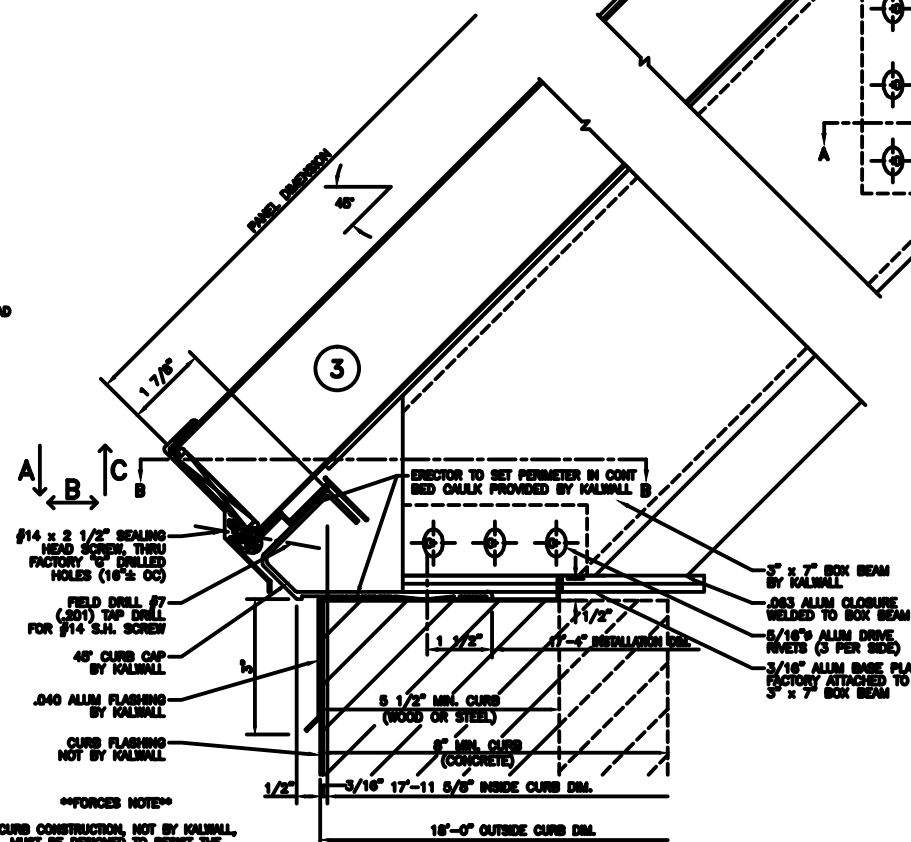 PANEL DIMENSION
45°
A
1 7/8"
3
A
B
C
B
B
ERECTOR TO SET PERIMETER IN CONT
BED CAULK PROVIDED BY KALWALL
#14 x 2 1/2" SEALING
HEAD SCREW, THRU
FACTORY "G" DRILLED
HOLES (16"± OC)
FIELD DRILL #7
(.201) TAP DRILL
FOR #14 S.H. SCREW
45° CURB CAP
BY KALWALL
.040 ALUM FLASHING
BY KALWALL
CURB FLASHING
NOT BY KALWALL
3" x 7" BOX BEAM
BY KALWALL
.063 ALUM CLOSURE
WELDED TO BOX BEAM
5/16"ø ALUM DRIVE
RIVETS (3 PER SIDE)
3/16" ALUM BASE PLA
FACTORY ATTACHED TO
3" x 7" BOX BEAM
1/2"
1 1/2"
17'-4" INSTALLATION DIM.
5 1/2" MIN. CURB
(WOOD OR STEEL)
8" MIN. CURB
(CONCRETE)
1/2"
3/16"
17'-11 5/8" INSIDE CURB DIM.
18'-0" OUTSIDE CURB DIM.
**FORCES NOTE**
CURB CONSTRUCTION, NOT BY KALWALL,
MUST BE DESIGNED TO RESIST THE